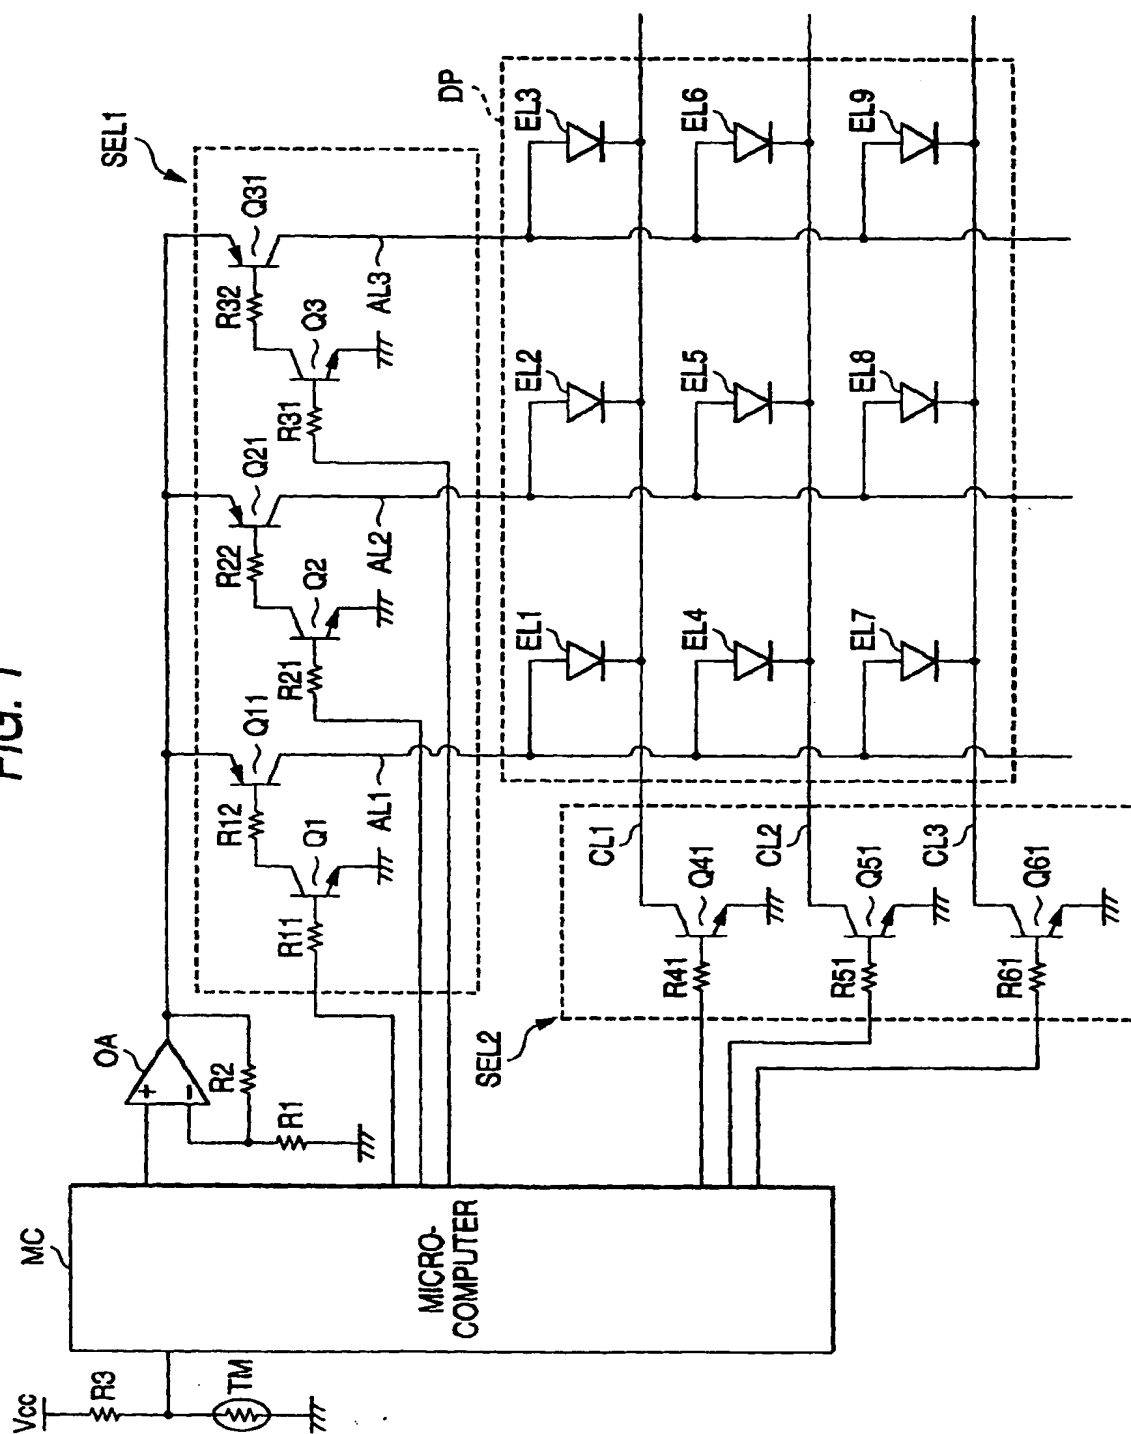 FIG. 1
Vcc
R3
TM
MC
MICRO-
COMPUTER
OA
+
−
R2
R1
SEL1
R11
Q1
R12
Q11
AL1
R21
Q2
R22
Q21
AL2
R31
Q3
R32
Q31
AL3
DP
EL1
EL2
EL3
EL4
EL5
EL6
EL7
EL8
EL9
SEL2
CL1
R41
Q41
CL2
R51
Q51
CL3
R61
Q61